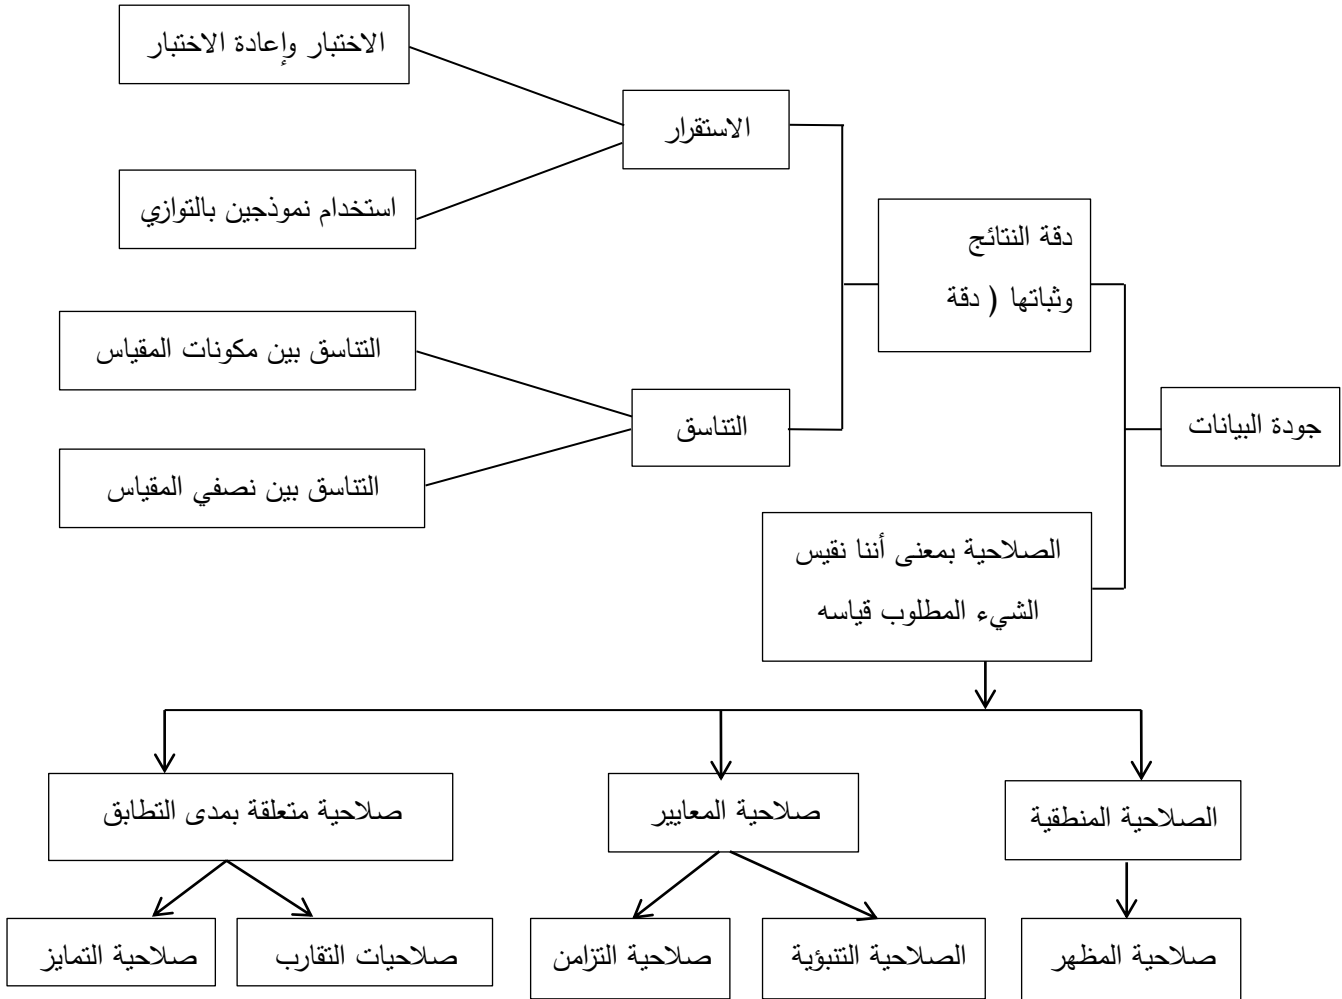 الاختبار وإعادة الاختبار
الاستقرار
استخدام نموذجين بالتوازي
دقة النتائج
وثباتها ( دقة
التناسق بين مكونات المقياس
التناسق
جودة البيانات
التناسق بين نصفي المقياس
الصلاحية بمعنى أننا نقيس
الشيء المطلوب قياسه
الصلاحية المنطقية
صلاحية المعايير
صلاحية متعلقة بمدى التطابق
صلاحية المظهر
الصلاحية التنبؤية
صلاحية التزامن
صلاحيات التقارب
صلاحية التمايز